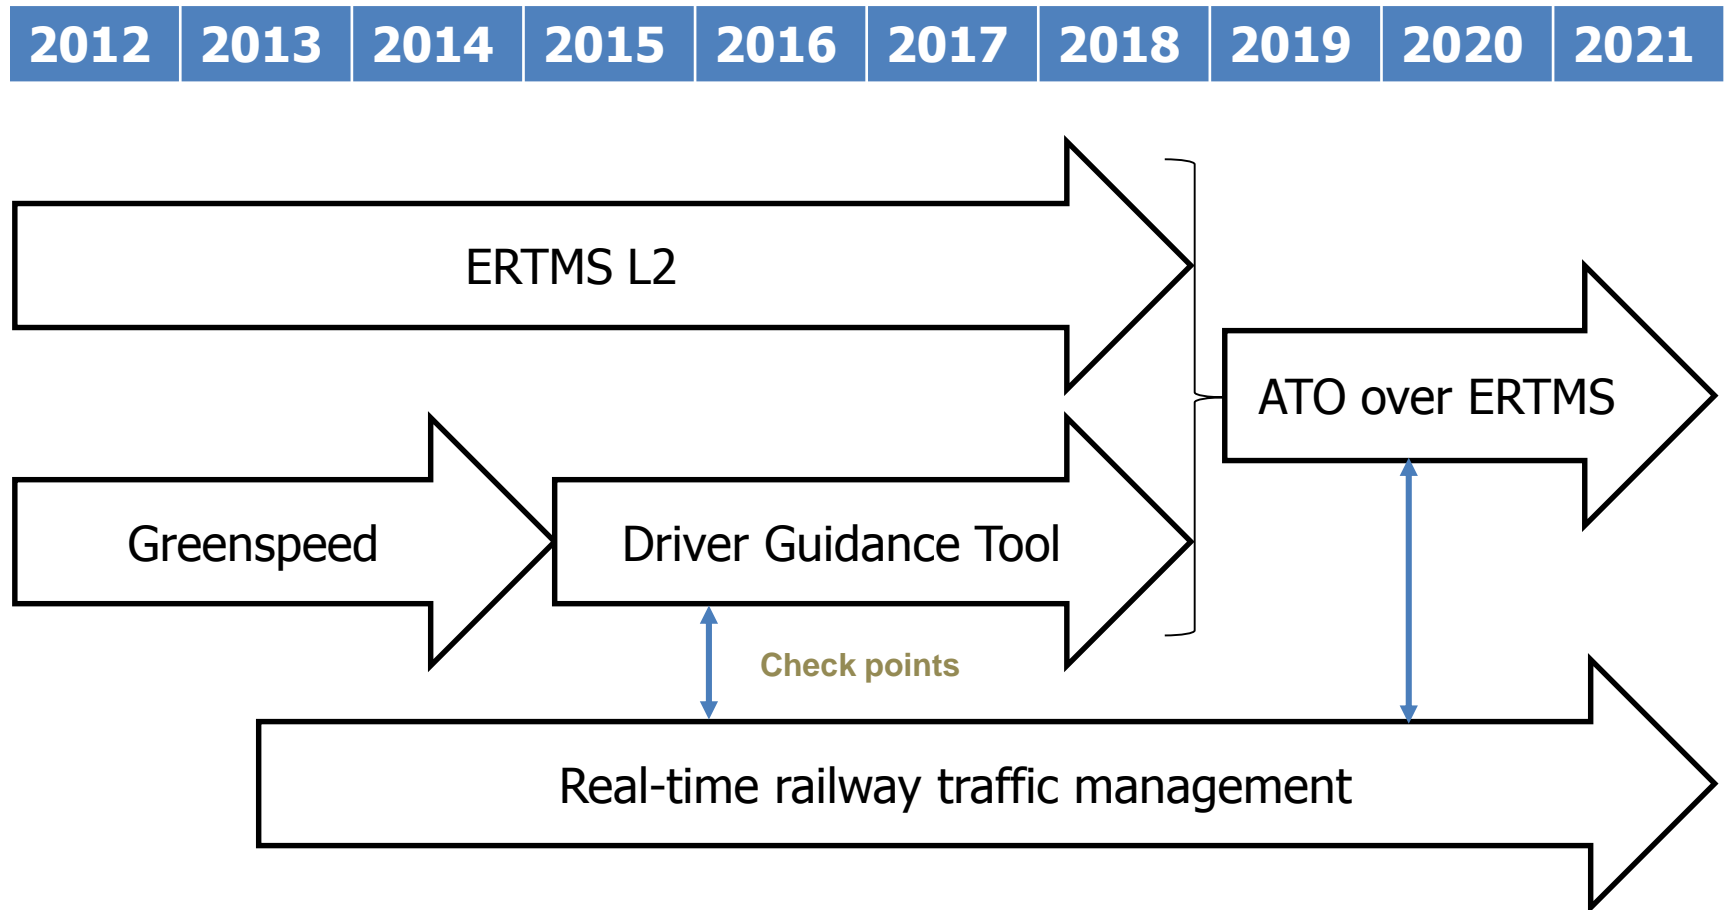 2012 2013 2014 2015 2016 2017 2018 2019 2020 2021
ERTMS L2
ATO over ERTMS
Greenspeed
Driver Guidance Tool
Check points
Real-time railway traffic management